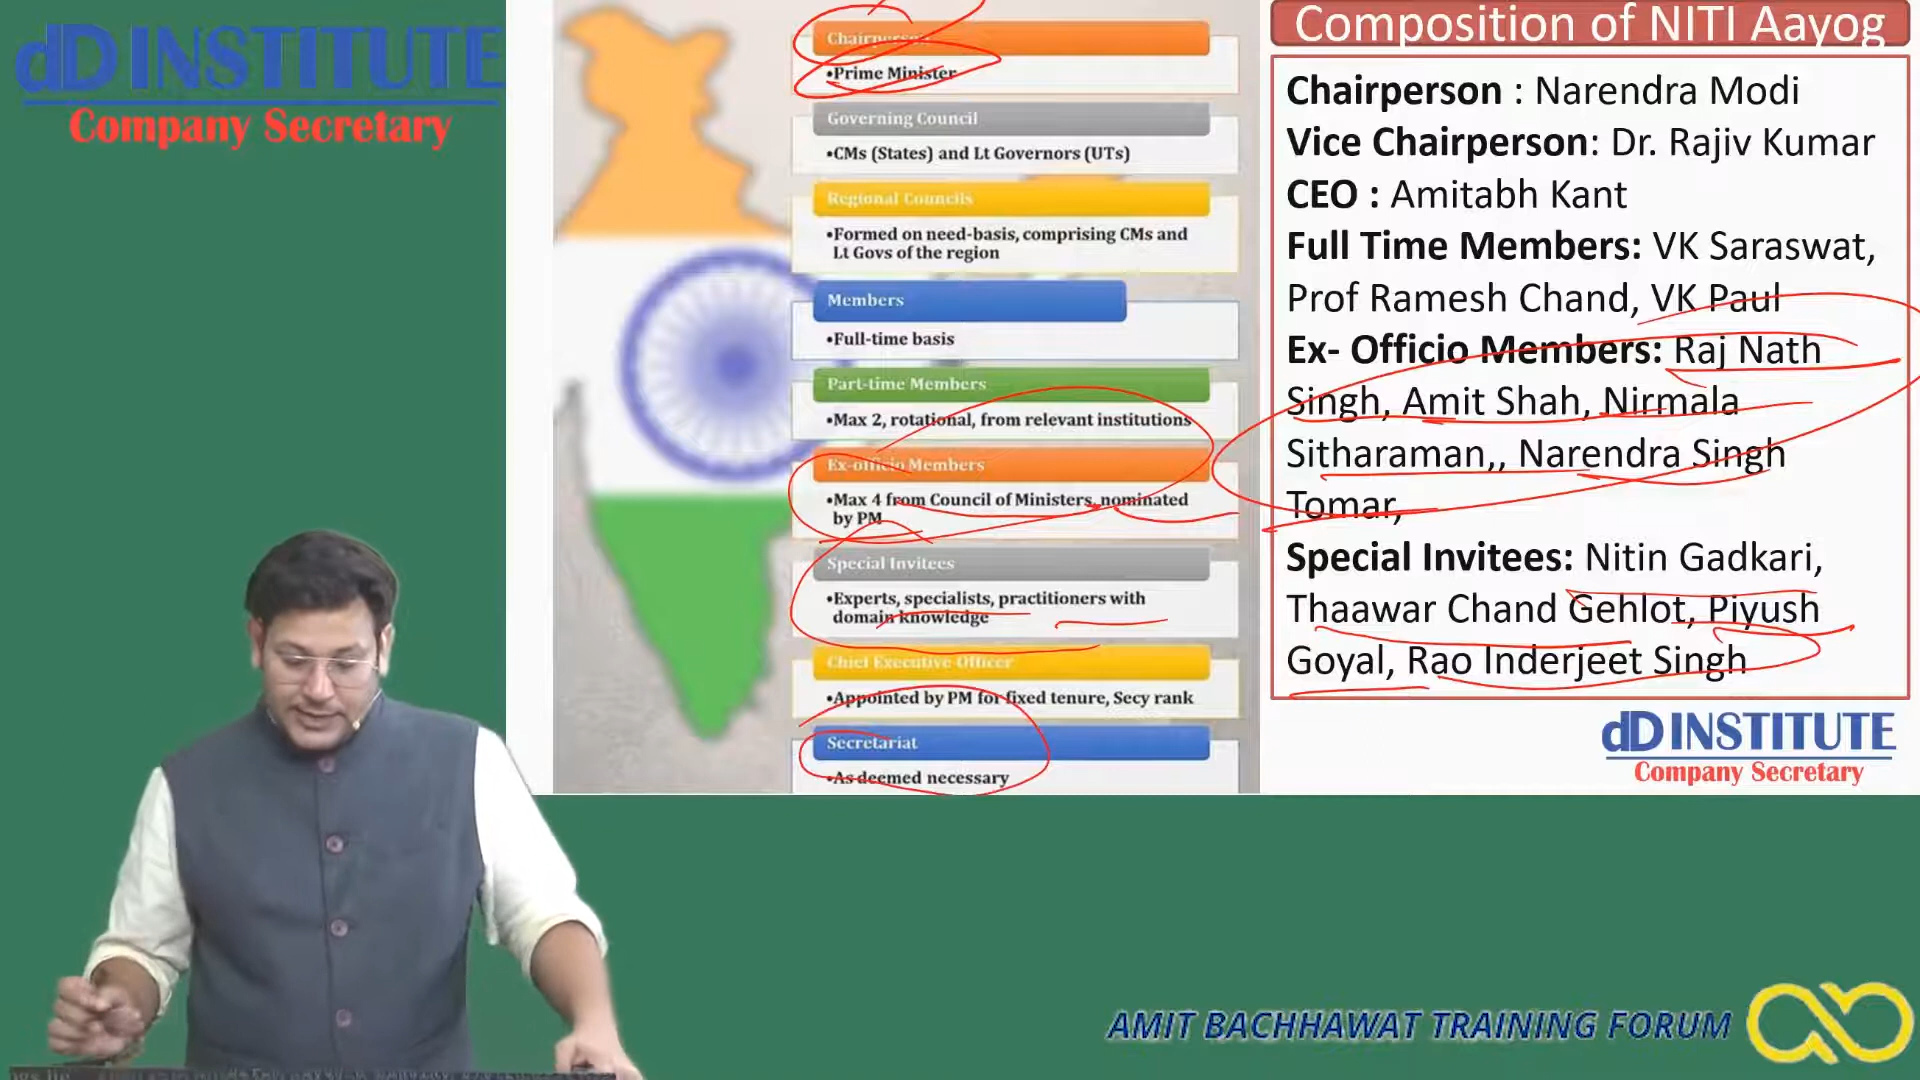 dD INSTITUTE
Company Secretary
Chairperson
•Prime Minister
Governing Council
•CMs (States) and Lt Governors (UTs)
Regional Councils
•Formed on need-basis, comprising CMs and
Lt Govs of the region
Members
•Full-time basis
Part-time Members
•Max 2, rotational, from relevant institutions
Ex-officio Members
•Max 4 from Council of Ministers, nominated
by PM
Special Invitees
•Experts, specialists, practitioners with
domain knowledge
Chief Executive Officer
•Appointed by PM for fixed tenure, Secy rank
Secretariat
•As deemed necessary
Composition of NITI Aayog
Chairperson : Narendra Modi
Vice Chairperson: Dr. Rajiv Kumar
CEO : Amitabh Kant
Full Time Members: VK Saraswat,
Prof Ramesh Chand, VK Paul
Ex- Officio Members: Raj Nath
Singh, Amit Shah, Nirmala
Sitharaman,, Narendra Singh
Tomar,
Special Invitees: Nitin Gadkari,
Thaawar Chand Gehlot, Piyush
Goyal, Rao Inderjeet Singh
dD INSTITUTE
Company Secretary
AMIT BACHHAWAT TRAINING FORUM